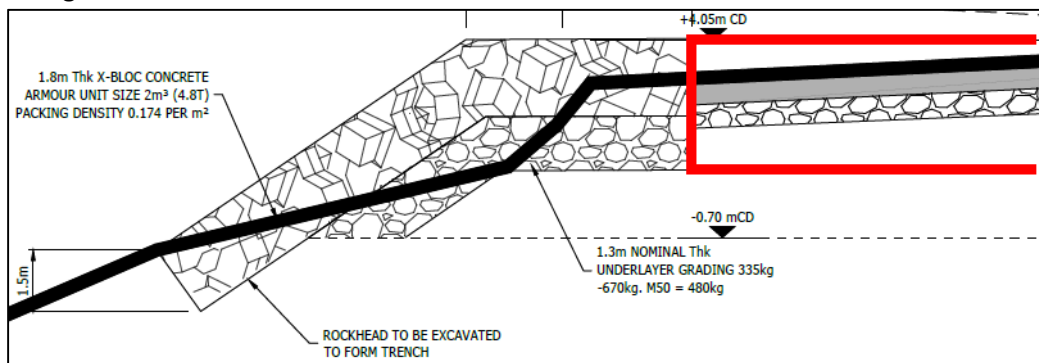 +4.05m CD
1.8m Thk X-BLOC CONCRETE
ARMOUR UNIT SIZE 2m³ (4.8T)
PACKING DENSITY 0.174 PER m²
-0.70 mCD
1.3m NOMINAL Thk
UNDERLAYER GRADING 335kg
-670kg. M50 = 480kg
1.5m
ROCKHEAD TO BE EXCAVATED
TO FORM TRENCH